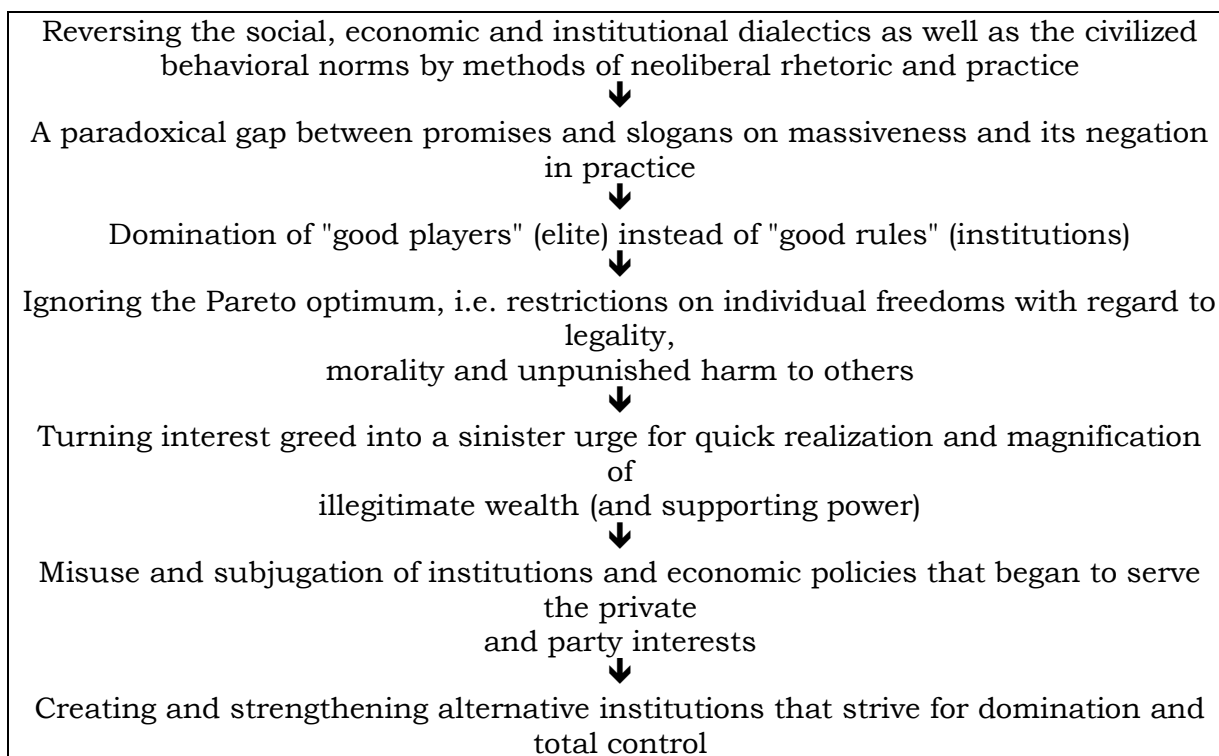 Reversing the social, economic and institutional dialectics as well as the civilized
behavioral norms by methods of neoliberal rhetoric and practice
🡻
A paradoxical gap between promises and slogans on massiveness and its negation
in practice
🡻
Domination of "good players" (elite) instead of "good rules" (institutions)
🡻
Ignoring the Pareto optimum, i.e. restrictions on individual freedoms with regard to
legality,
morality and unpunished harm to others
🡻
Turning interest greed into a sinister urge for quick realization and magnification
of
illegitimate wealth (and supporting power)
🡻
Misuse and subjugation of institutions and economic policies that began to serve
the private
and party interests
🡻
Creating and strengthening alternative institutions that strive for domination and
total control